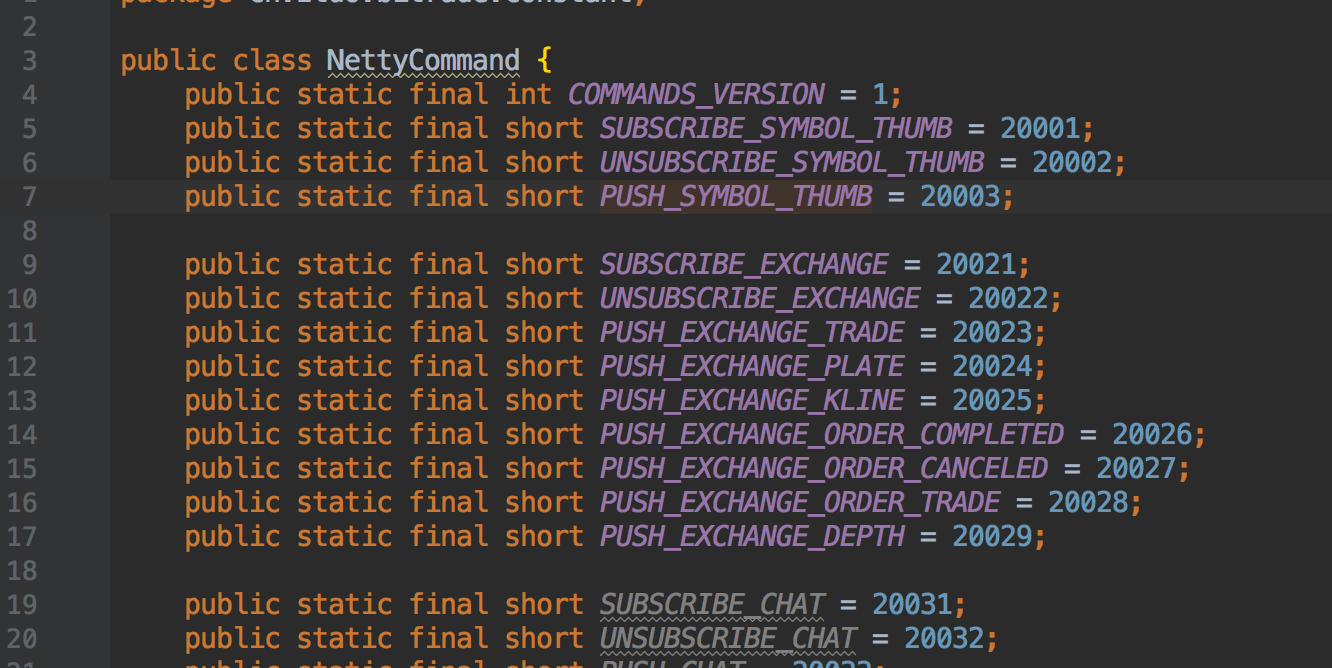 2
3 public class NettyCommand {
4 public static final int COMMANDS_VERSION = 1;
5 public static final short SUBSCRIBE_SYMBOL_THUMB = 20001;
6 public static final short UNSUBSCRIBE_SYMBOL_THUMB = 20002;
7 public static final short PUSH_SYMBOL_THUMB = 20003;
8
9 public static final short SUBSCRIBE_EXCHANGE = 20021;
10 public static final short UNSUBSCRIBE_EXCHANGE = 20022;
11 public static final short PUSH_EXCHANGE_TRADE = 20023;
12 public static final short PUSH_EXCHANGE_PLATE = 20024;
13 public static final short PUSH_EXCHANGE_KLINE = 20025;
14 public static final short PUSH_EXCHANGE_ORDER_COMPLETED = 20026;
15 public static final short PUSH_EXCHANGE_ORDER_CANCELED = 20027;
16 public static final short PUSH_EXCHANGE_ORDER_TRADE = 20028;
17 public static final short PUSH_EXCHANGE_DEPTH = 20029;
18
19 public static final short SUBSCRIBE_CHAT = 20031;
20 public static final short UNSUBSCRIBE_CHAT = 20032;